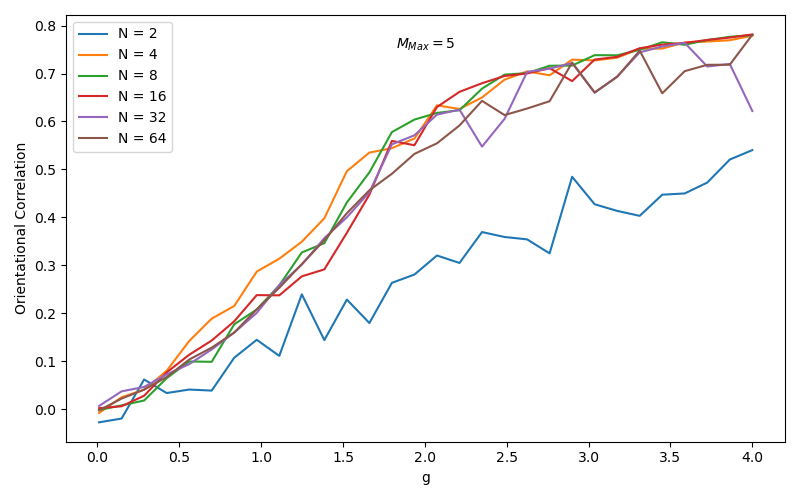 M_Max = 5
N = 2
N = 4
N = 8
N = 16
N = 32
N = 64
Orientational Correlation
0.8
0.7
0.6
0.5
0.4
0.3
0.2
0.1
0.0
0.0 0.5 1.0 1.5 2.0 2.5 3.0 3.5 4.0
g